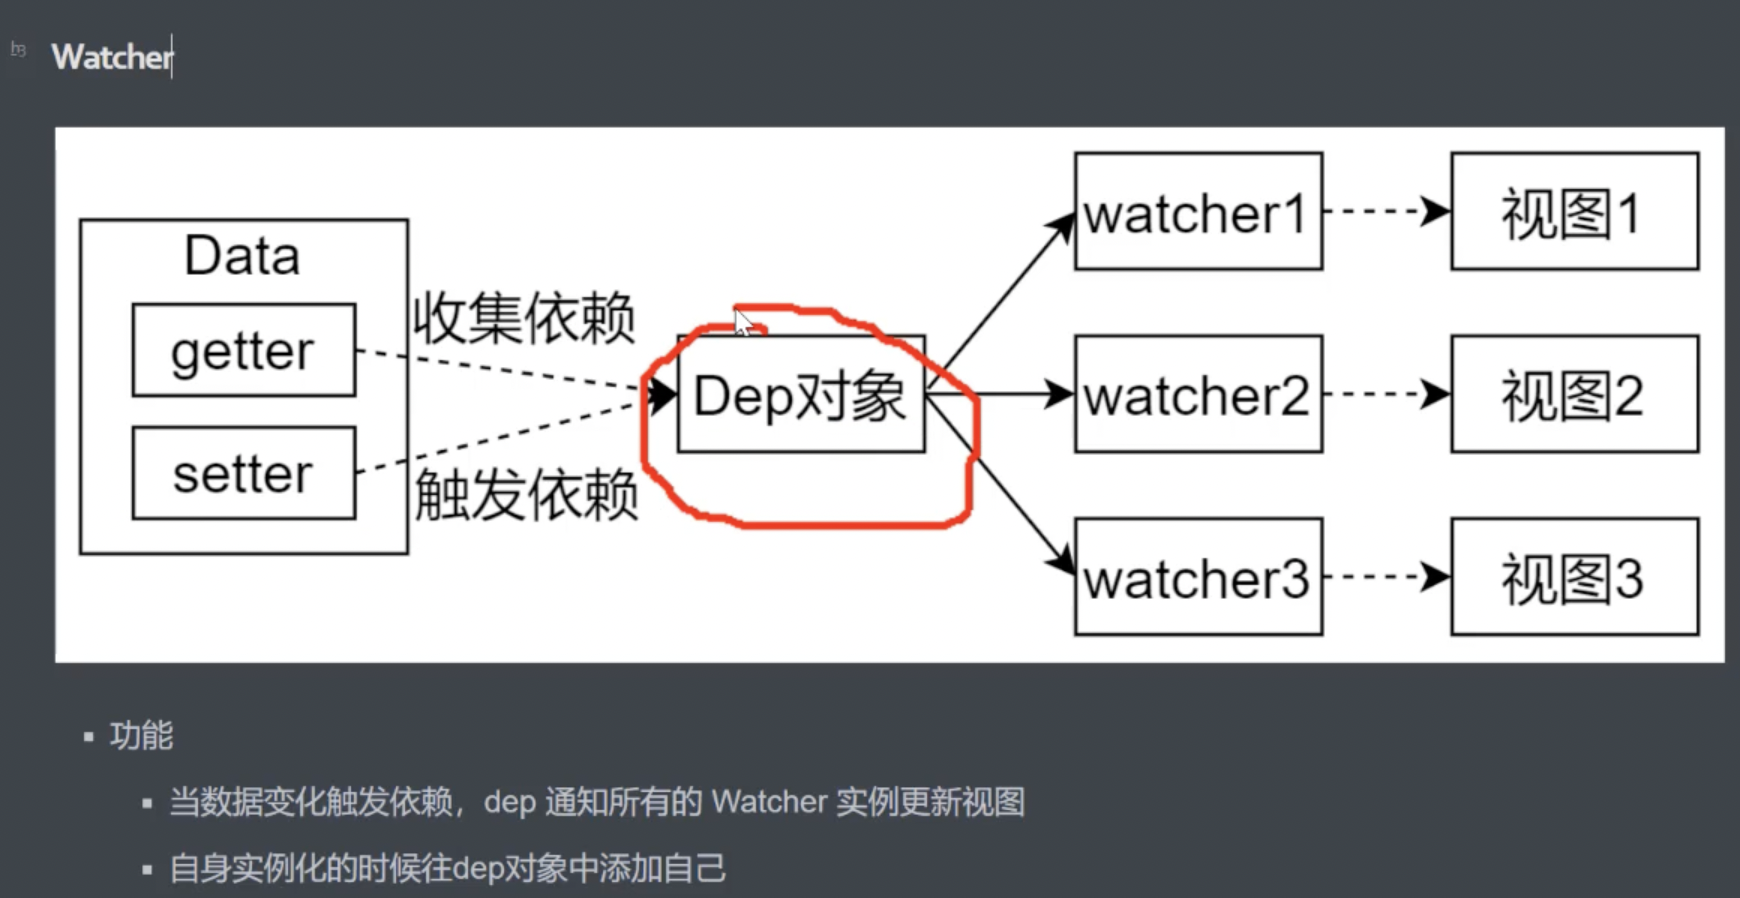 h3
Watcher
Data
getter
setter
收集依赖
触发依赖
Dep对象
watcher1
视图1
watcher2
视图2
watcher3
视图3
功能
当数据变化触发依赖，dep 通知所有的 Watcher 实例更新视图
自身实例化的时候往dep对象中添加自己